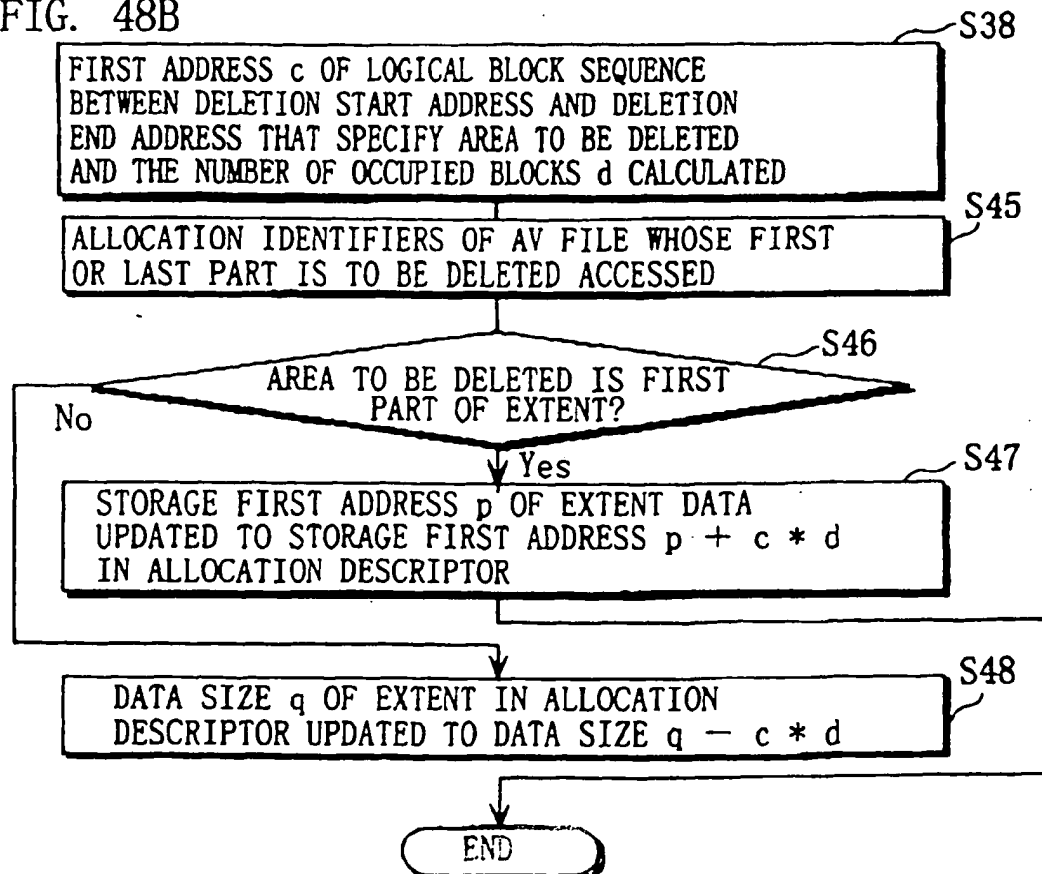 FIG. 48B
S38
FIRST ADDRESS c OF LOGICAL BLOCK SEQUENCE
BETWEEN DELETION START ADDRESS AND DELETION
END ADDRESS THAT SPECIFY AREA TO BE DELETED
AND THE NUMBER OF OCCUPIED BLOCKS d CALCULATED
S45
ALLOCATION IDENTIFIERS OF AV FILE WHOSE FIRST
OR LAST PART IS TO BE DELETED ACCESSED
S46
AREA TO BE DELETED IS FIRST
PART OF EXTENT?
No
Yes
S47
STORAGE FIRST ADDRESS p OF EXTENT DATA
UPDATED TO STORAGE FIRST ADDRESS p + c * d
IN ALLOCATION DESCRIPTOR
S48
DATA SIZE q OF EXTENT IN ALLOCATION
DESCRIPTOR UPDATED TO DATA SIZE q － c * d
END